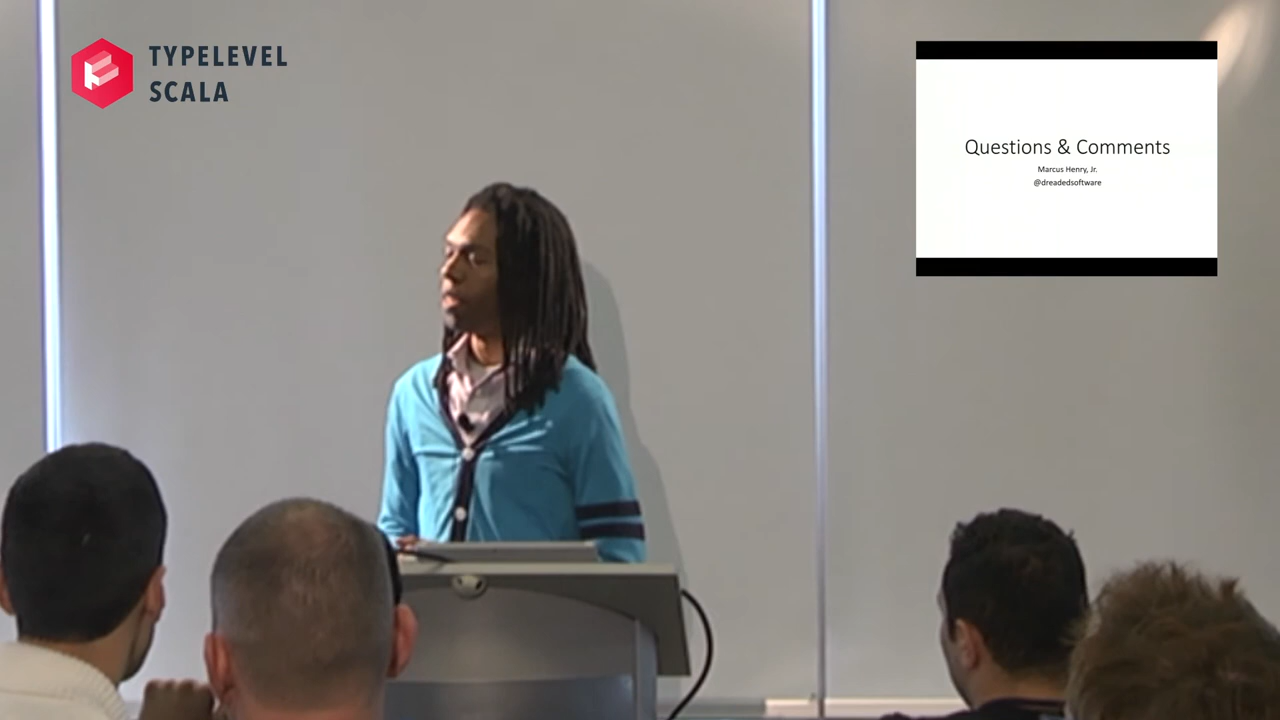 TYPELEVEL
SCALA
Questions & Comments
Marcus Henry, Jr.
@dreadedsoftware